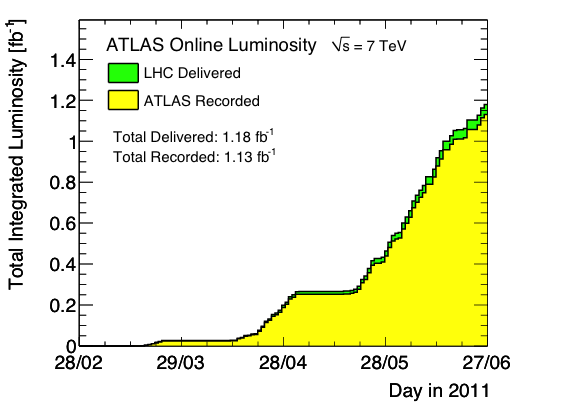 ATLAS Online Luminosity √s = 7 TeV
LHC Delivered
ATLAS Recorded
Total Delivered: 1.18 fb⁻¹
Total Recorded: 1.13 fb⁻¹
Total Integrated Luminosity [fb⁻¹]
1.4
1.2
1
0.8
0.6
0.4
0.2
0
28/02 29/03 28/04 28/05 27/06
Day in 2011